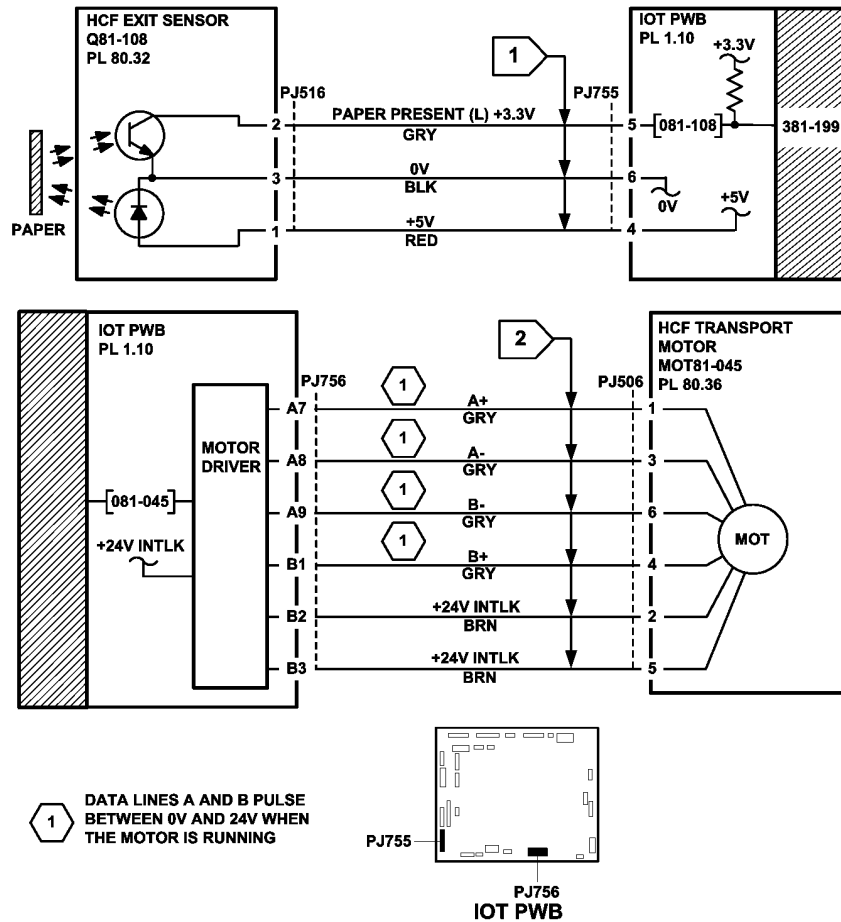 HCF EXIT SENSOR
Q81-108
PL 80.32
PJ516
1
PJ755
IOT PWB
PL 1.10
+3.3V
2
PAPER PRESENT (L) +3.3V
GRY
5
081-108
381-199
3
0V
BLK
6
0V
+5V
PAPER
1
+5V
RED
4
IOT PWB
PL 1.10
PJ756
2
PJ506
HCF TRANSPORT
MOTOR
MOT81-045
PL 80.36
MOTOR
DRIVER
081-045
+24V INTLK
A7
1
A+
GRY
1
A8
1
A-
GRY
3
A9
1
B-
GRY
6
MOT
B1
1
B+
GRY
4
B2
+24V INTLK
BRN
2
B3
+24V INTLK
BRN
5
1
DATA LINES A AND B PULSE
BETWEEN 0V AND 24V WHEN
THE MOTOR IS RUNNING
PJ755
PJ756
IOT PWB